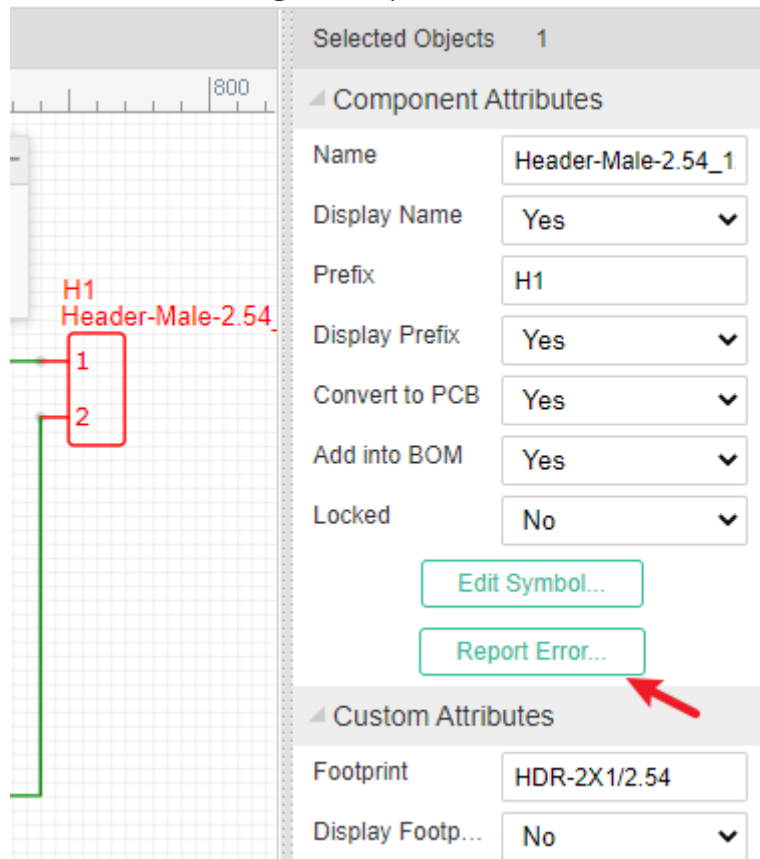 Selected Objects 1
800
Component Attributes
Name Header-Male-2.54_1
Display Name Yes
Prefix H1
Display Prefix Yes
Convert to PCB Yes
Add into BOM Yes
Locked No
Edit Symbol...
Report Error...
Custom Attributes
Footprint HDR-2X1/2.54
Display Footp... No
H1
Header-Male-2.54_
1
2